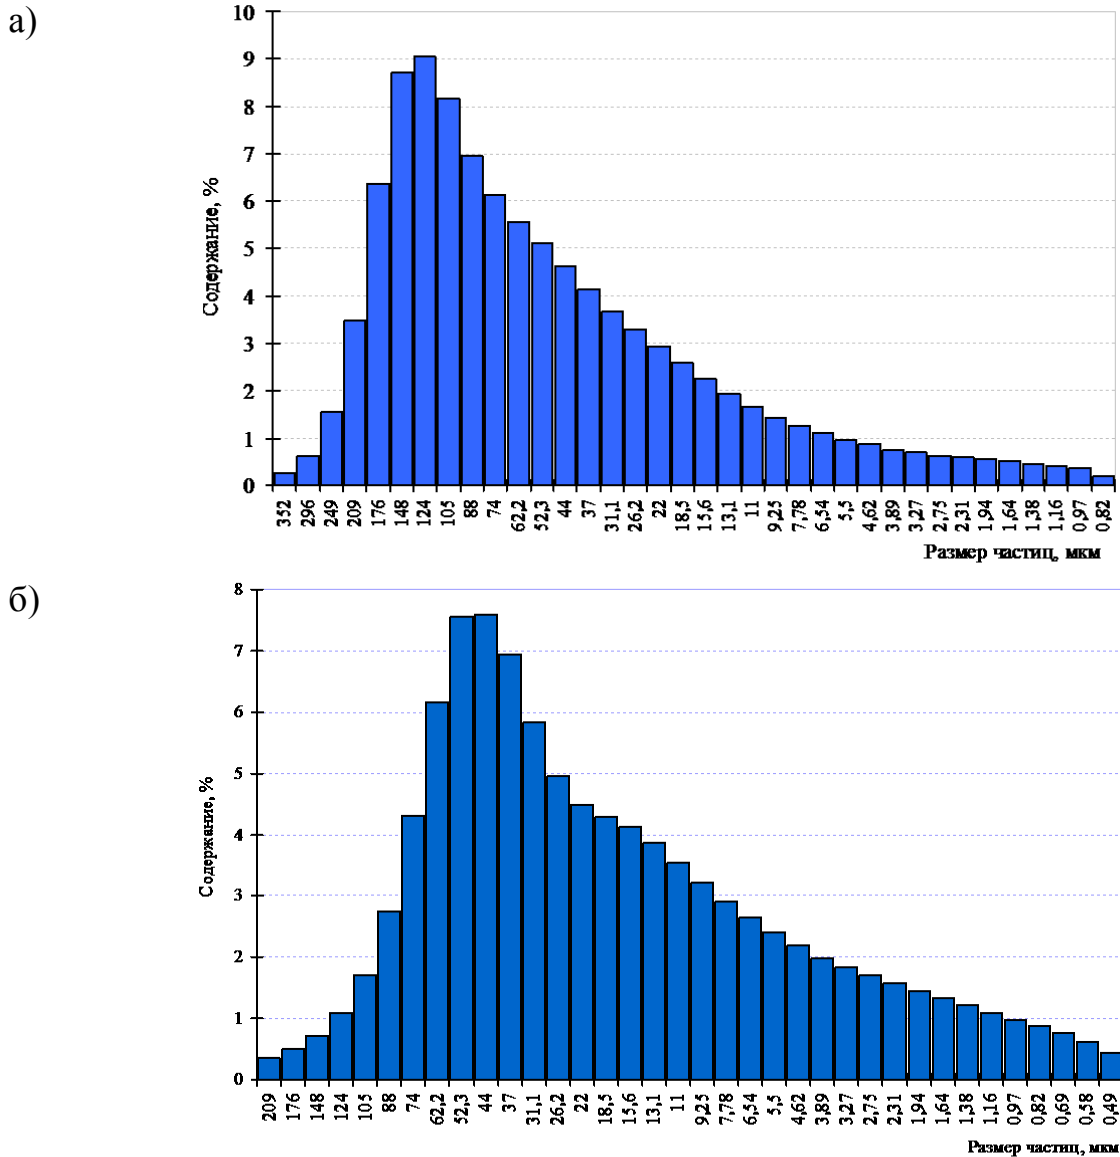 а)
Содержание, %
10
9
8
7
6
5
4
3
2
1
0
352 296 249 209 176 148 124 105 88 74 62,2 52,3 44 37 31,1 26,2 22 18,5 15,6 13,1 11 9,25 7,78 6,54 5,5 4,62 3,89 3,27 2,75 2,31 1,94 1,64 1,38 1,16 0,97 0,82
Размер частиц, мкм
б)
Содержание, %
8
7
6
5
4
3
2
1
0
209 176 148 124 105 88 74 62,2 52,3 44 37 31,1 26,2 22 18,5 15,6 13,1 11 9,25 7,78 6,54 5,5 4,62 3,89 3,27 2,75 2,31 1,94 1,64 1,38 1,16 0,97 0,82 0,69 0,58 0,49
Размер частиц, мкм